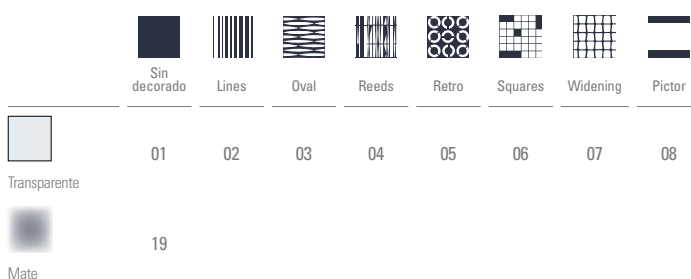 Sin
decorado
Lines
Oval
Reeds
Retro
Squares
Widening
Pictor
01
02
03
04
05
06
07
08
Transparente
19
Mate